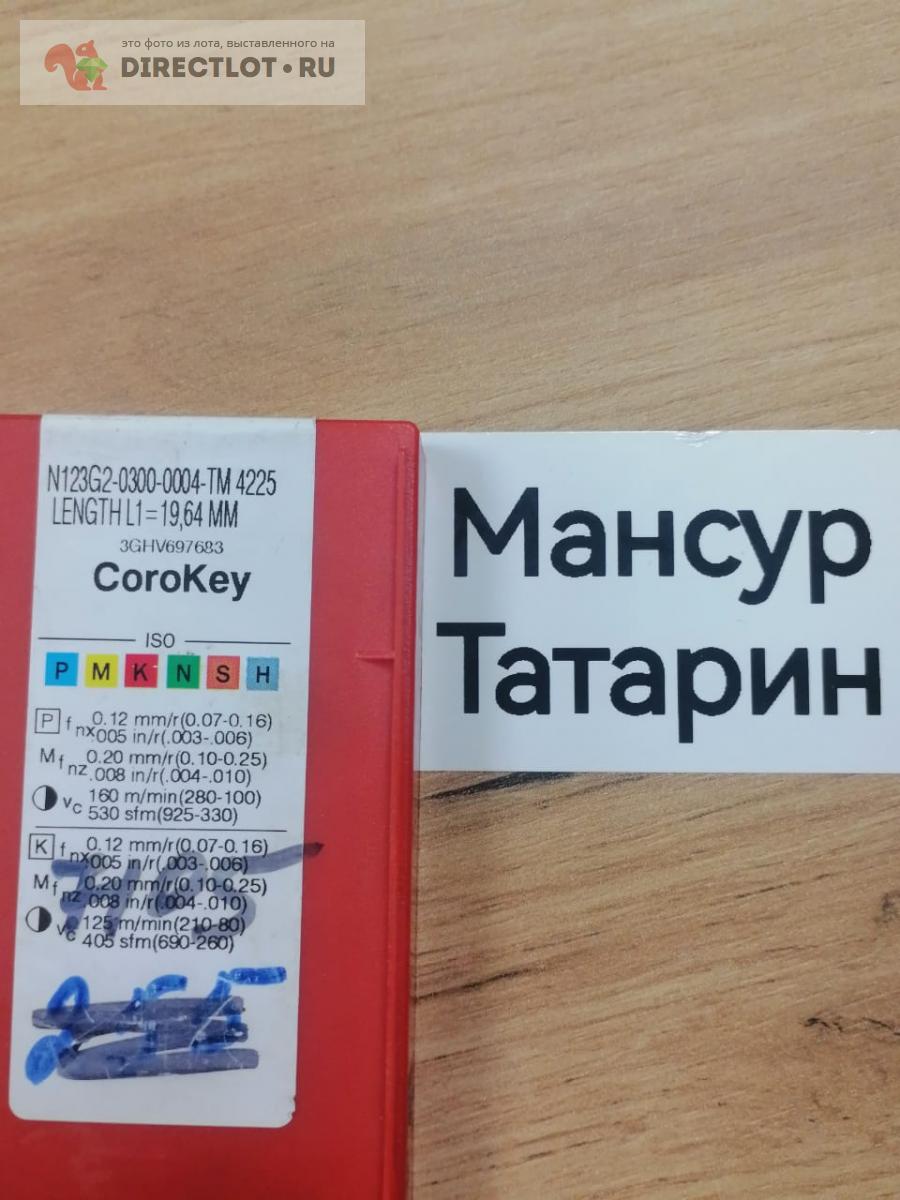 это фото из лота, выставленного на
DIRECTLOT.RU
N123G2-0300-0004-TM 4225
LENGTH L1=19,64 MM
3GHV697683
CoroKey
ISO
P M K N S H
P fnx 0.12 mm/r(0.07-0.16)
.005 in/r(.003-.006)
M fnz 0.20 mm/r(0.10-0.25)
.008 in/r(.004-.010)
vc 160 m/min(280-100)
530 sfm(925-330)
K fnx 0.12 mm/r(0.07-0.16)
.005 in/r(.003-.006)
M fnz 0.20 mm/r(0.10-0.25)
.008 in/r(.004-.010)
vc 125 m/min(210-80)
405 sfm(690-260)
Мансур
Татарин